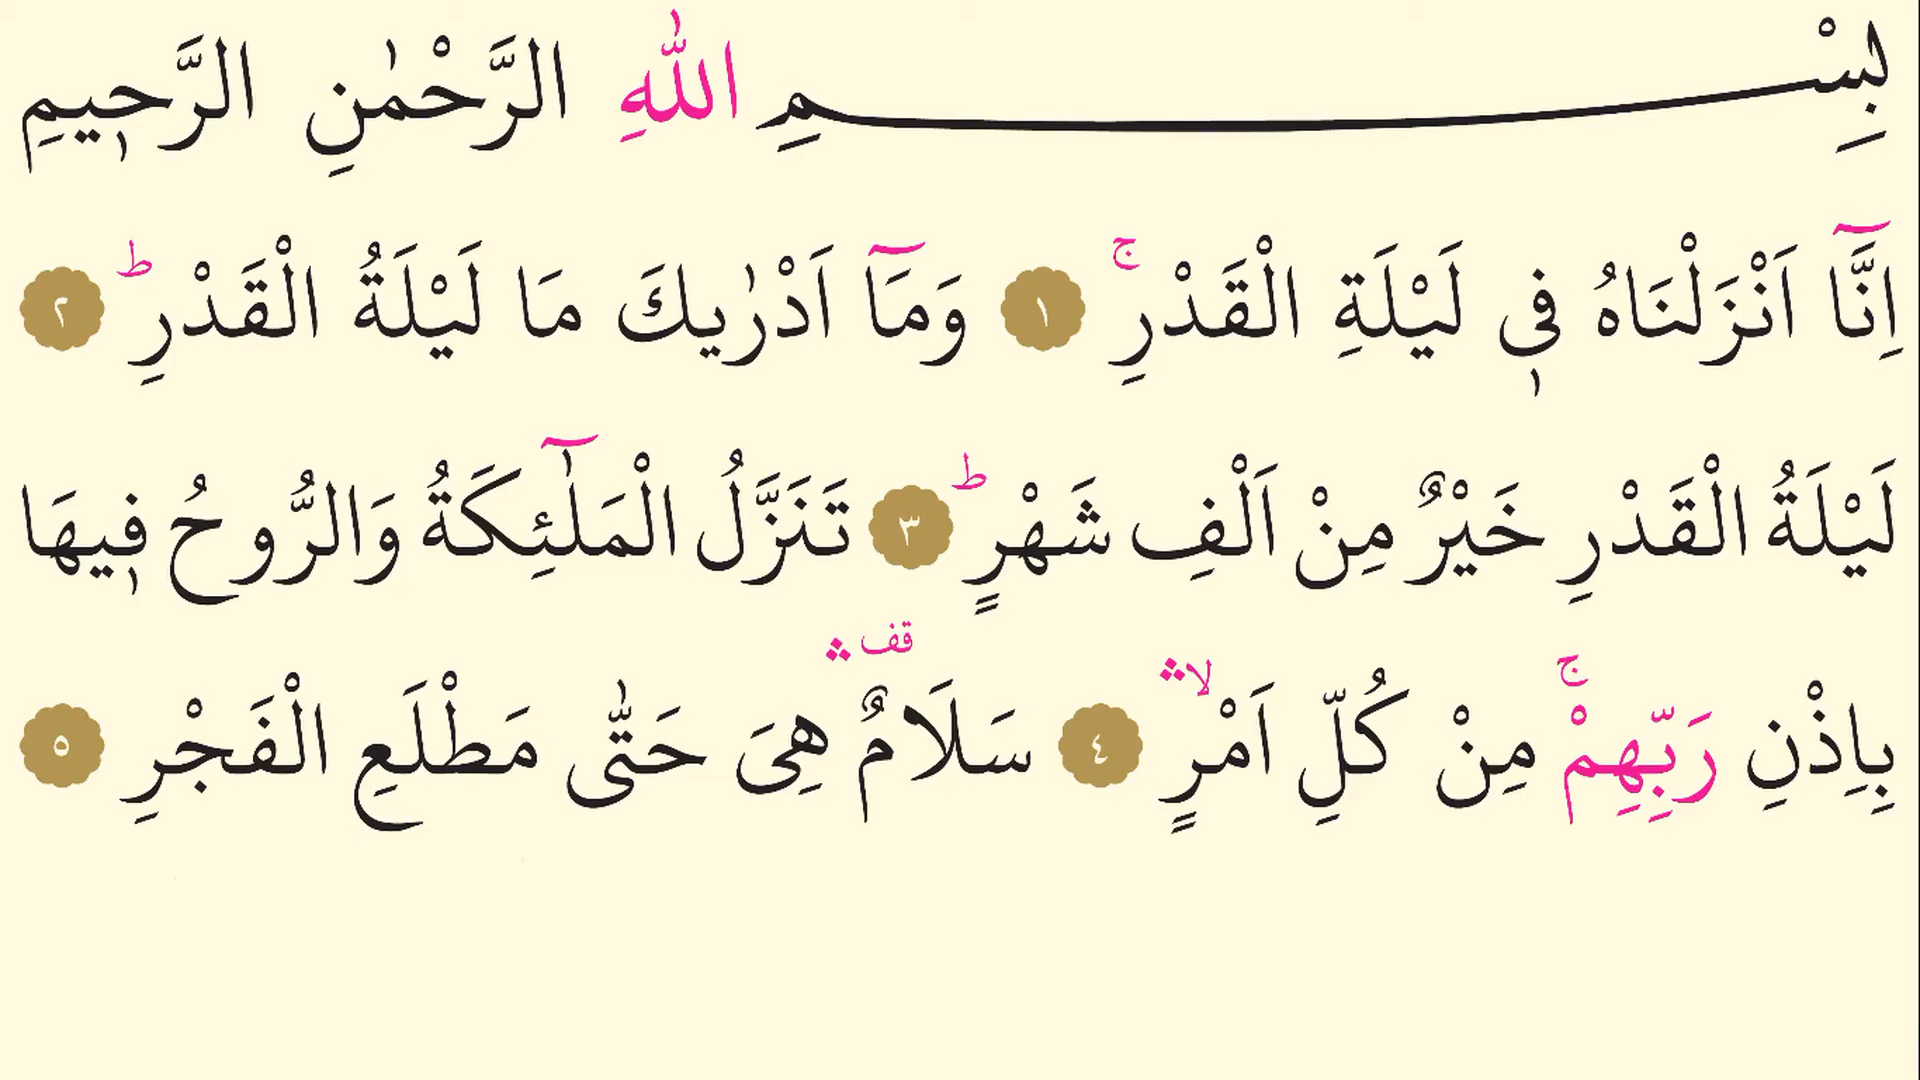 بِسْــــــــــمِ اللّٰهِ الرَّحْمٰنِ الرَّح۪يمِ
اِنَّٓا اَنْزَلْنَاهُ ف۪ي لَيْلَةِ الْقَدْرِۚ ﴿١﴾ وَمَٓا اَدْرٰيكَ مَا لَيْلَةُ الْقَدْرِۜ ﴿٢﴾
لَيْلَةُ الْقَدْرِ خَيْرٌ مِنْ اَلْفِ شَهْرٍۜ ﴿٣﴾ تَنَزَّلُ الْمَلٰٓئِكَةُ وَالرُّوحُ ف۪يهَا
بِاِذْنِ رَبِّهِمْۚ مِنْ كُلِّ اَمْرٍۙۛ ﴿٤﴾ سَلَامٌ۠ۛ هِيَ حَتّٰى مَطْلَعِ الْفَجْرِ ﴿٥﴾